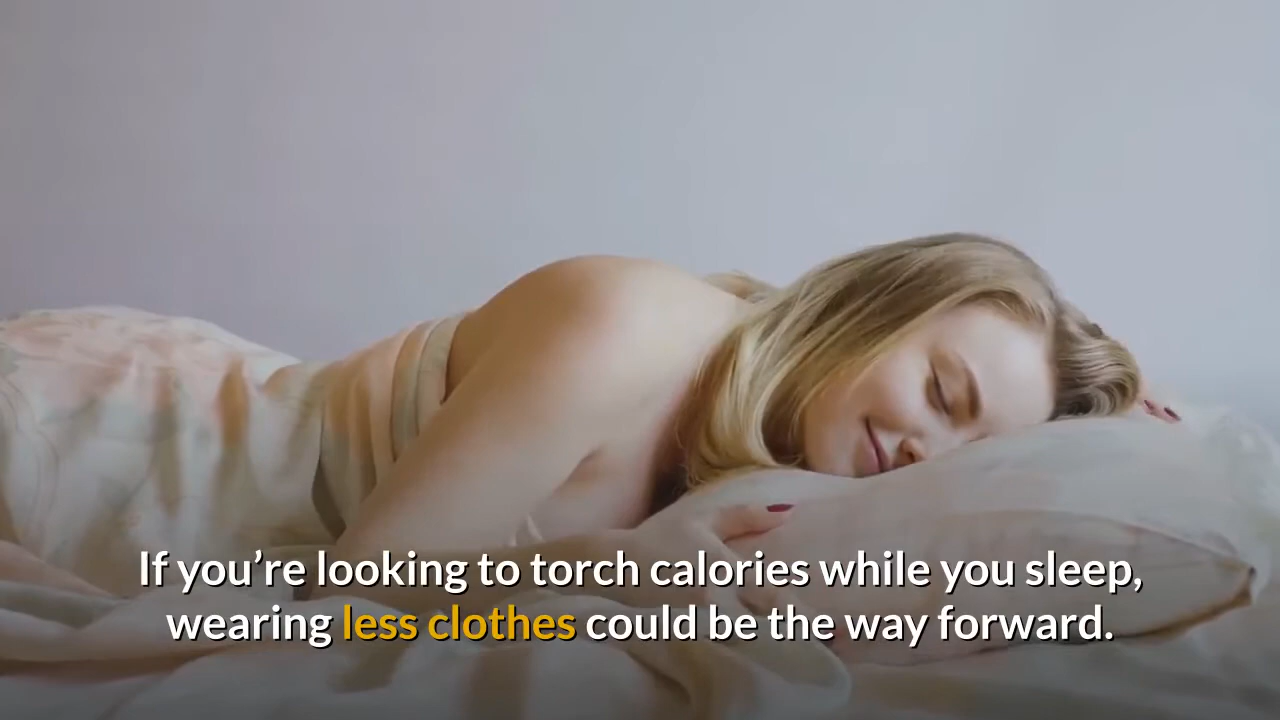 If you’re looking to torch calories while you sleep,
wearing less clothes could be the way forward.